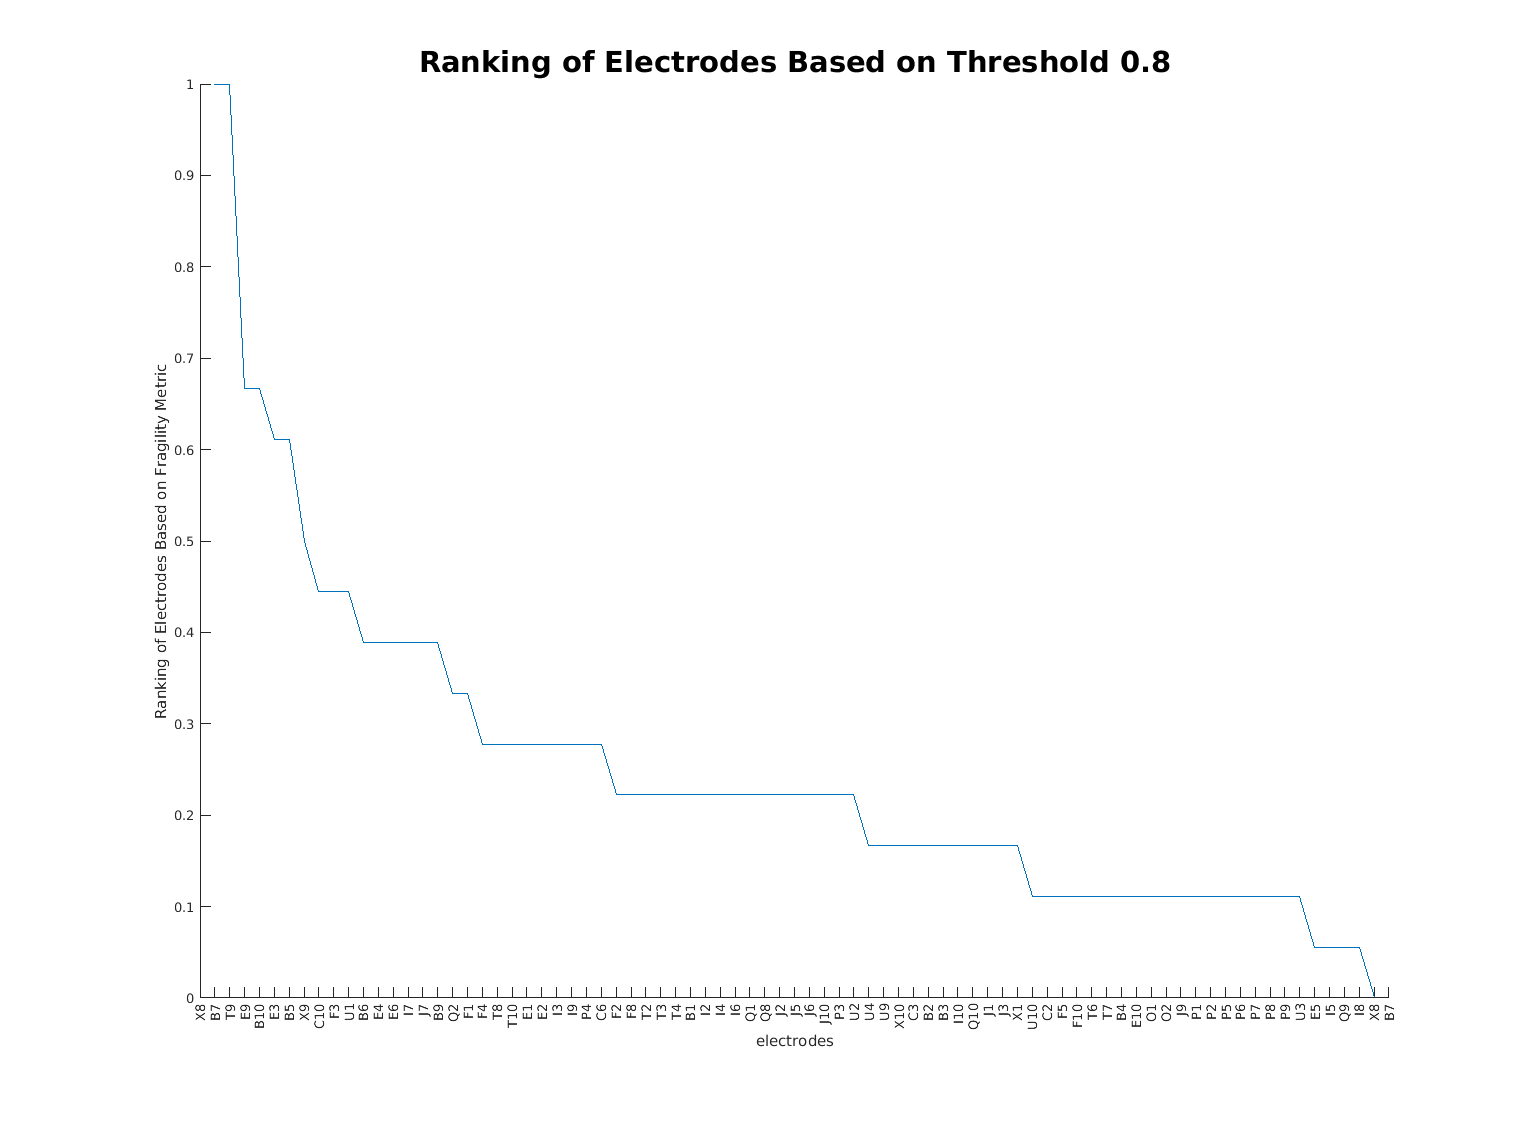 Ranking of Electrodes Based on Threshold 0.8
Ranking of Electrodes Based on Fragility Metric
1
0.9
0.8
0.7
0.6
0.5
0.4
0.3
0.2
0.1
0
X8 B7 T9 E9 B10 E3 B5 X9 C10 F3 U1 B6 E4 E6 I7 J7 B9 Q2 F1 F4 T8 T10 E1 E2 I3 I9 P4 C6 F2 F8 T2 T3 T4 B1 I2 I4 I6 Q1 Q8 J2 J5 J6 J10 P3 U2 U4 U9 X10 C3 B2 B3 I10 Q10 J1 J3 X1 U10 C2 F5 F10 T6 T7 B4 E10 O1 O2 J9 P1 P2 P5 P6 P7 P8 P9 U3 E5 I5 Q9 I8 X8 B7
electrodes